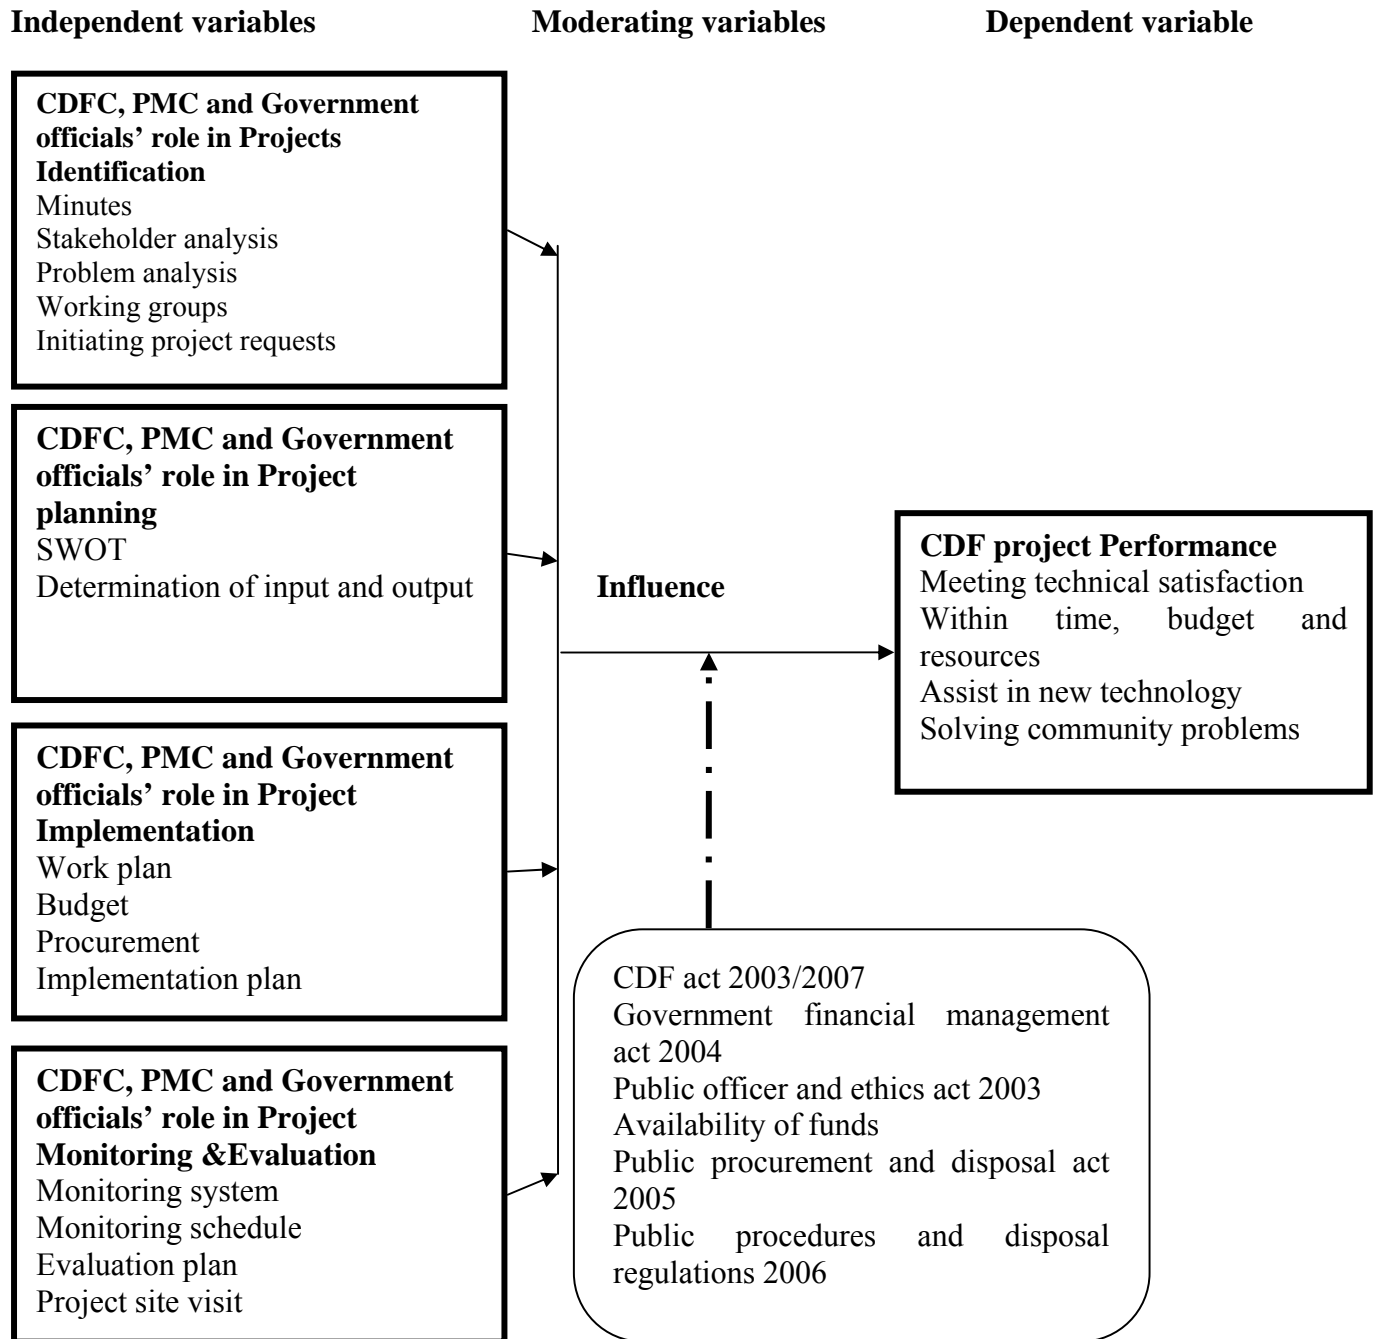 Independent variables
Moderating variables
Dependent variable
CDFC, PMC and Government
officials’ role in Projects
Identification
Minutes
Stakeholder analysis
Problem analysis
Working groups
Initiating project requests
CDFC, PMC and Government
officials’ role in Project
planning
SWOT
Determination of input and output
CDFC, PMC and Government
officials’ role in Project
Implementation
Work plan
Budget
Procurement
Implementation plan
CDFC, PMC and Government
officials’ role in Project
Monitoring &Evaluation
Monitoring system
Monitoring schedule
Evaluation plan
Project site visit
Influence
CDF act 2003/2007
Government financial management
act 2004
Public officer and ethics act 2003
Availability of funds
Public procurement and disposal act
2005
Public procedures and disposal
regulations 2006
CDF project Performance
Meeting technical satisfaction
Within time, budget and
resources
Assist in new technology
Solving community problems